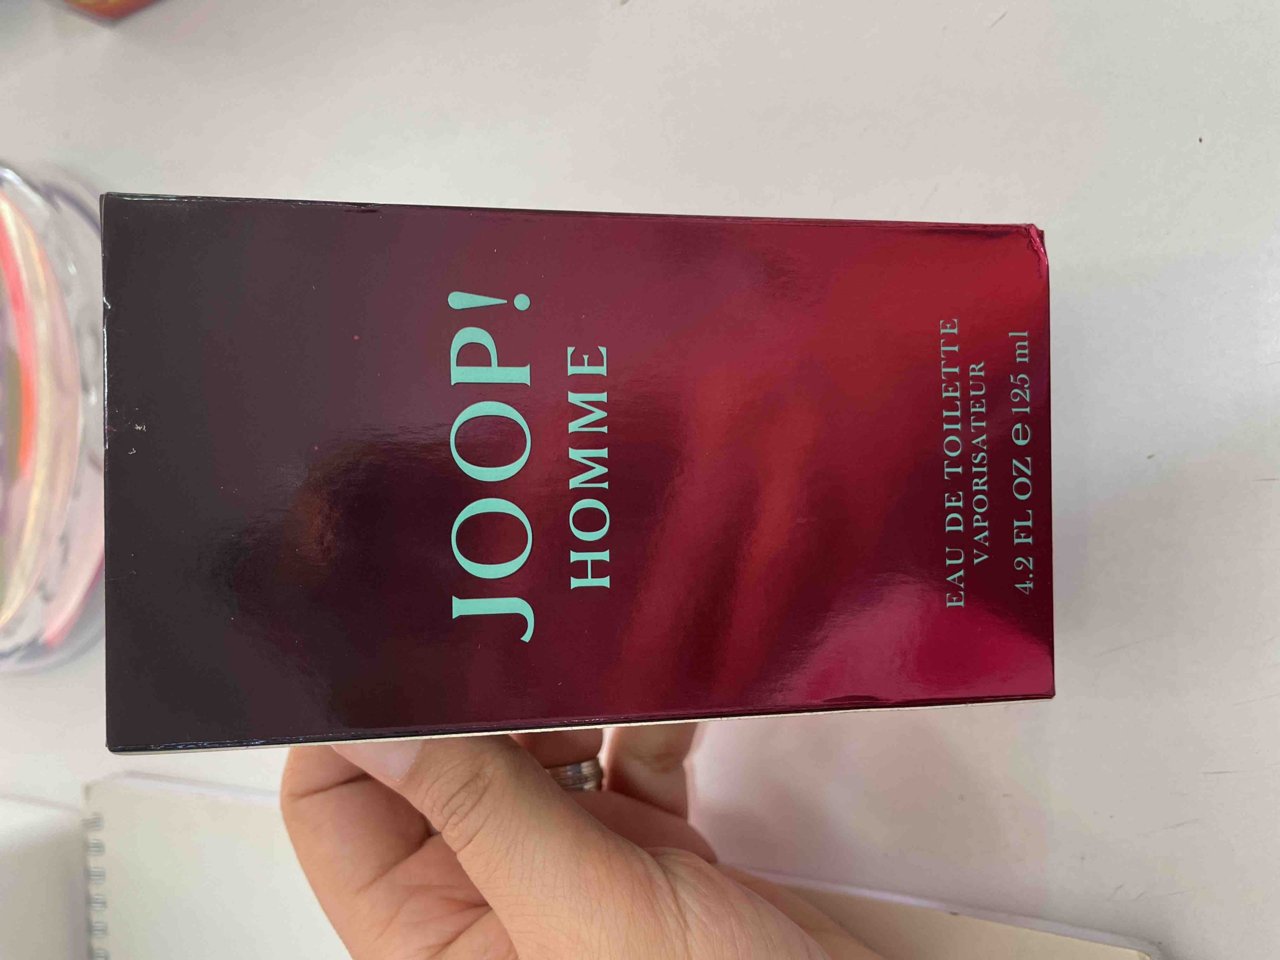 JOOP!
HOMME
EAU DE TOILETTE
VAPORISATEUR
4.2 FL OZ e 125 ml